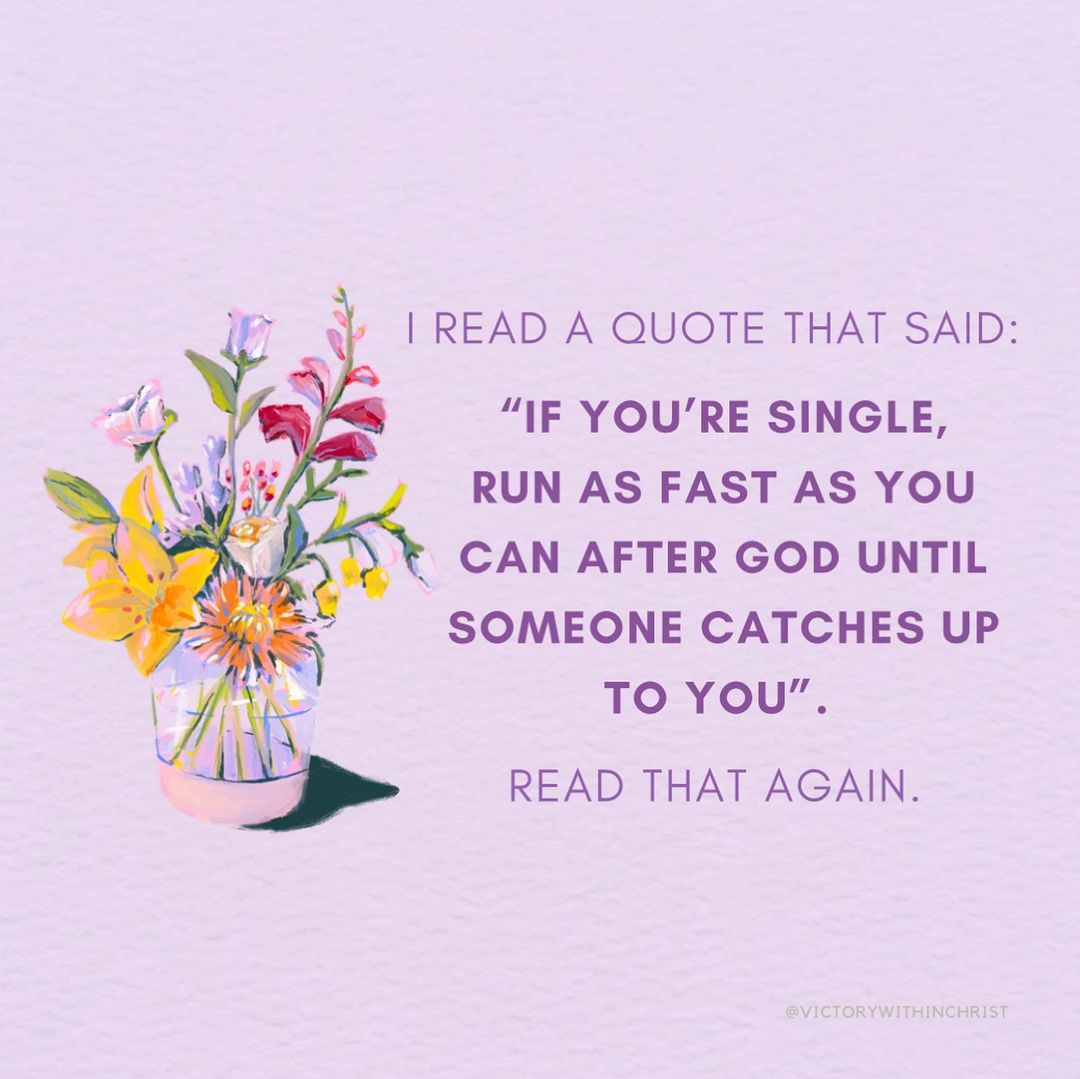 I READ A QUOTE THAT SAID:
“IF YOU’RE SINGLE,
RUN AS FAST AS YOU
CAN AFTER GOD UNTIL
SOMEONE CATCHES UP
TO YOU”.
READ THAT AGAIN.
@VICTORYWITHINCHRIST